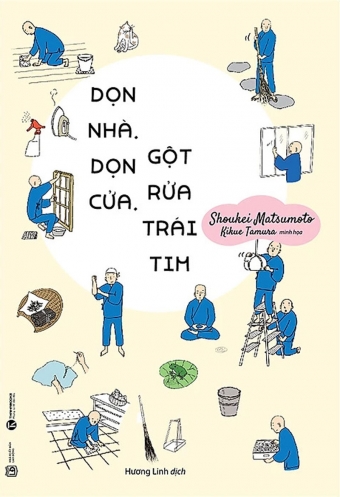 DỌN
NHÀ,
DỌN
CỬA,
GỘT
RỬA
TRÁI
TIM
Shoukei Matsumoto
Kikue Tamura minh họa
Hương Linh dịch